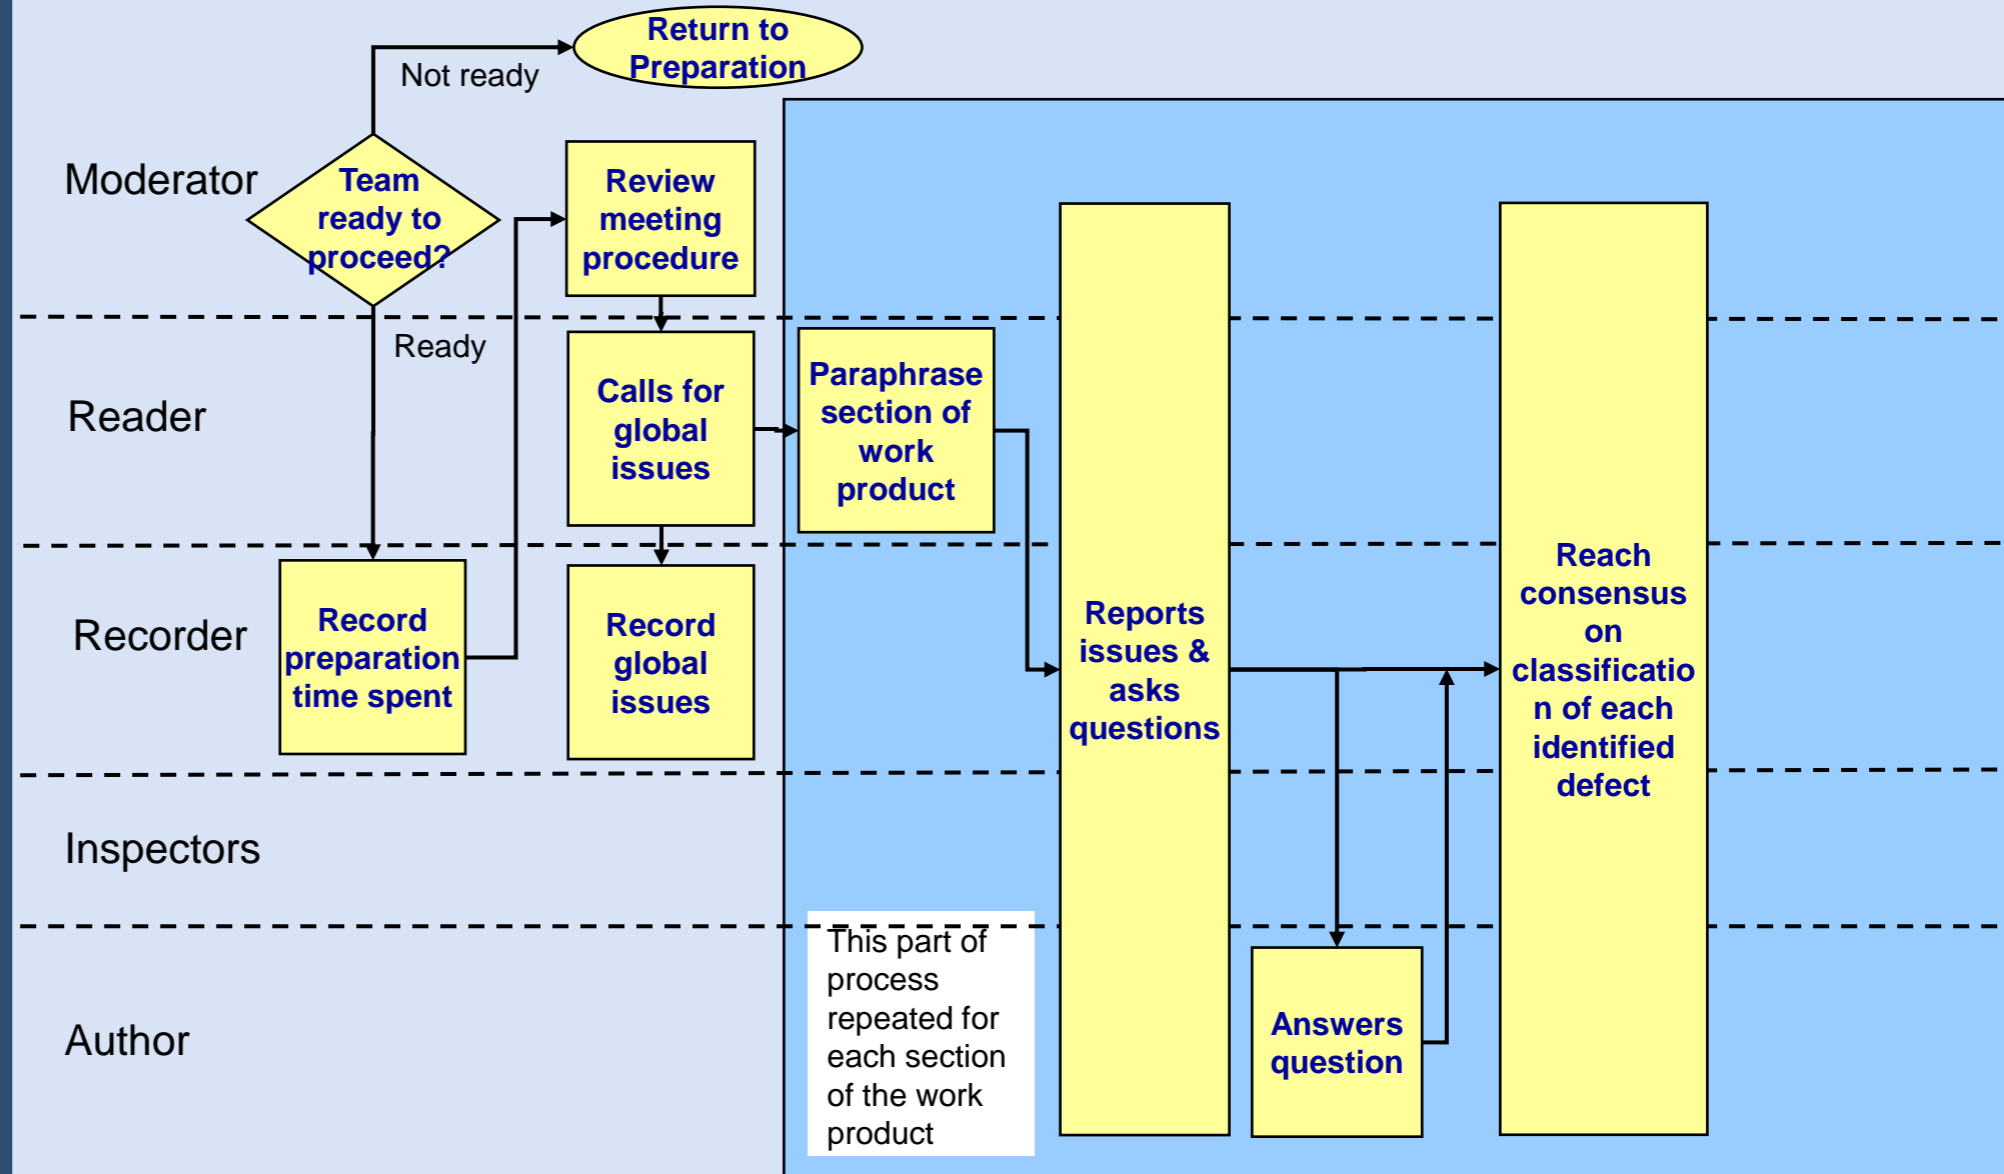 Return to
Preparation
Not ready
Moderator
Team
ready to
proceed?
Review
meeting
procedure
Ready
Reader
Calls for
global
issues
Paraphrase
section of
work
product
Recorder
Record
preparation
time spent
Record
global
issues
Reports
issues &
asks
questions
Reach
consensus
on
classificatio
n of each
identified
defect
Inspectors
Author
This part of
process
repeated for
each section
of the work
product
Answers
question